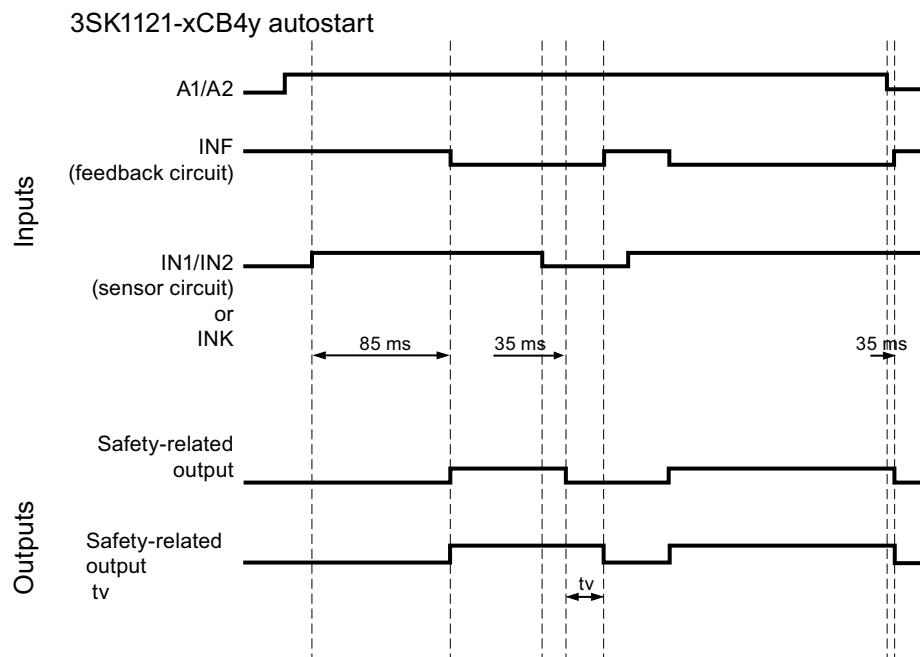 3SK1121-xCB4y autostart
Inputs
A1/A2
INF
(feedback circuit)
IN1/IN2
(sensor circuit)
or
INK
85 ms
35 ms
35 ms
Outputs
Safety-related
output
Safety-related
output
tv
tv